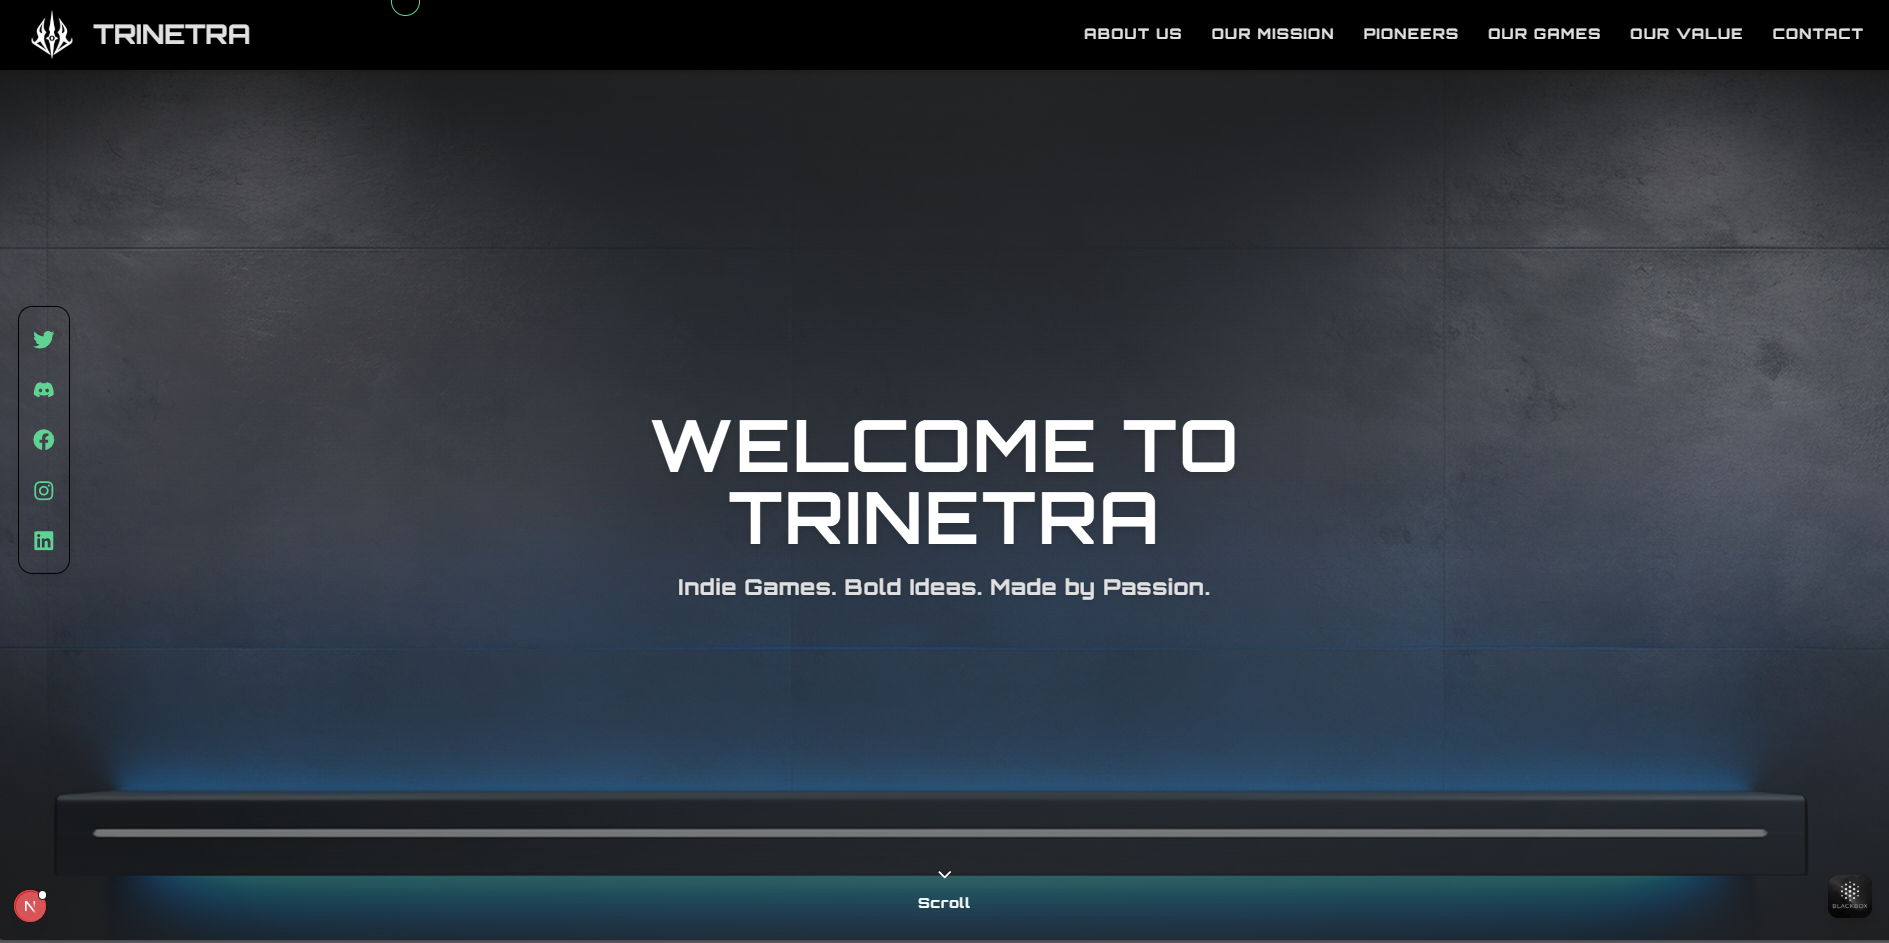 TRINETRA
ABOUT US
OUR MISSION
PIONEERS
OUR GAMES
OUR VALUE
CONTACT
WELCOME TO
TRINETRA
Indie Games. Bold Ideas. Made by Passion.
Scroll
N
BLACKBOX